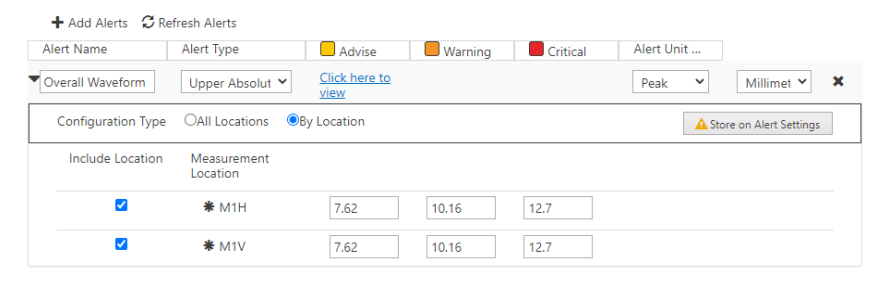 Add Alerts Refresh Alerts
Alert Name Alert Type Advise Warning Critical Alert Unit ...
Overall Waveform Upper Absolut Click here to Peak Millimet
view
Configuration Type All Locations By Location Store on Alert Settings
Include Location Measurement
Location
M1H 7.62 10.16 12.7
M1V 7.62 10.16 12.7